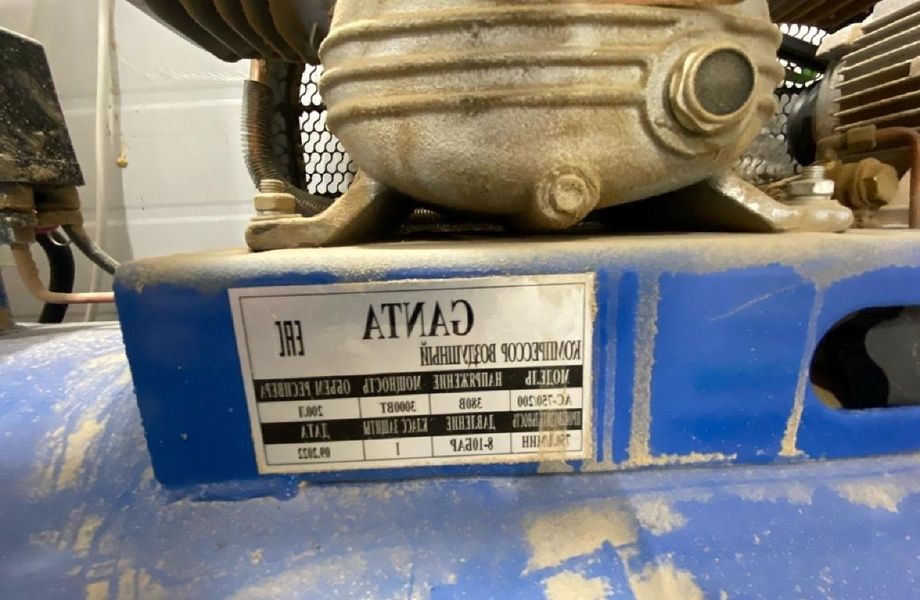 GANTA
EAC
КОМПРЕССОР ВОЗДУШНЫЙ
МОДЕЛЬ НАПРЯЖЕНИЕ МОЩНОСТЬ ОБЪЕМ РЕСИВЕРА
AC-750/200 380В 3000ВТ 200Л
ПРОИЗВОДИТЕЛЬНОСТЬ ДАВЛЕНИЕ КЛАСС ЗАЩИТЫ ДАТА
750Л/МИН 8-10БАР I 09.2022